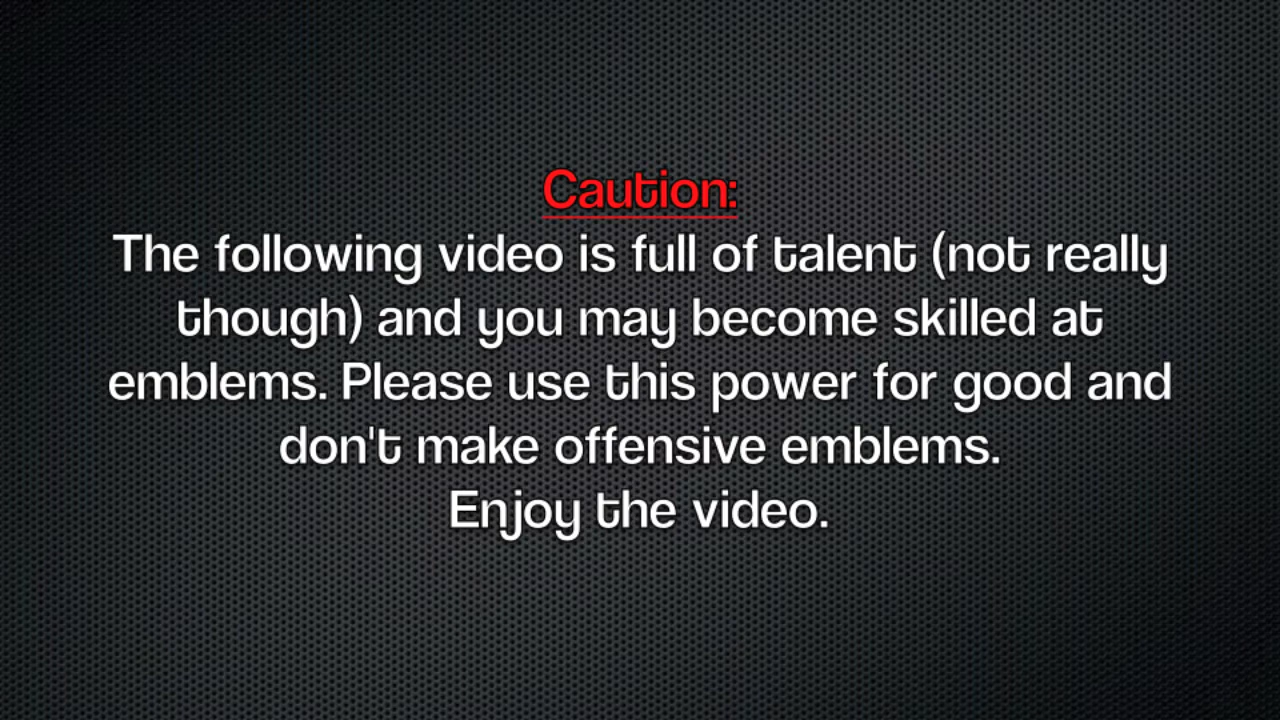 Caution:
The following video is full of talent (not really
though) and you may become skilled at
emblems. Please use this power for good and
don't make offensive emblems.
Enjoy the video.